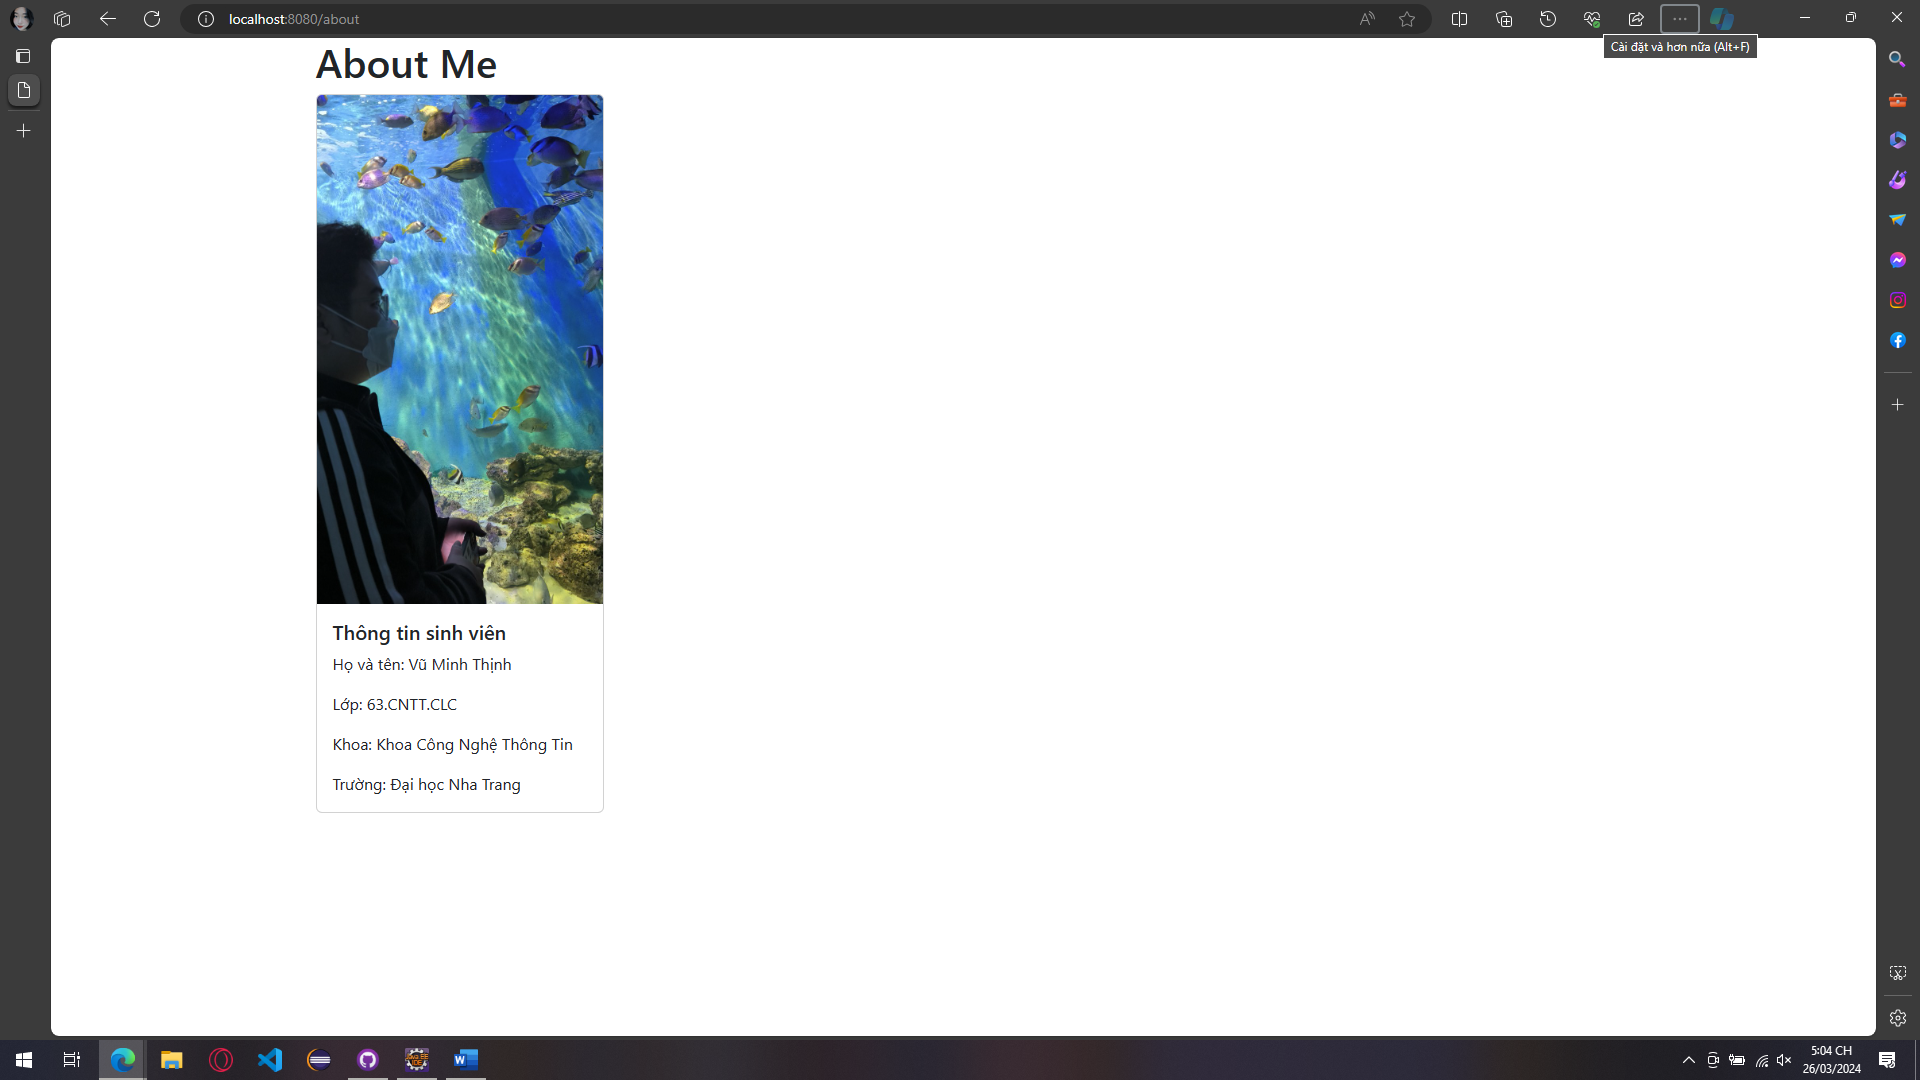 localhost:8080/about
Cài đặt và hơn nữa (Alt+F)
About Me
Thông tin sinh viên
Họ và tên: Vũ Minh Thịnh
Lớp: 63.CNTT.CLC
Khoa: Khoa Công Nghệ Thông Tin
Trường: Đại học Nha Trang
5:04 CH
26/03/2024